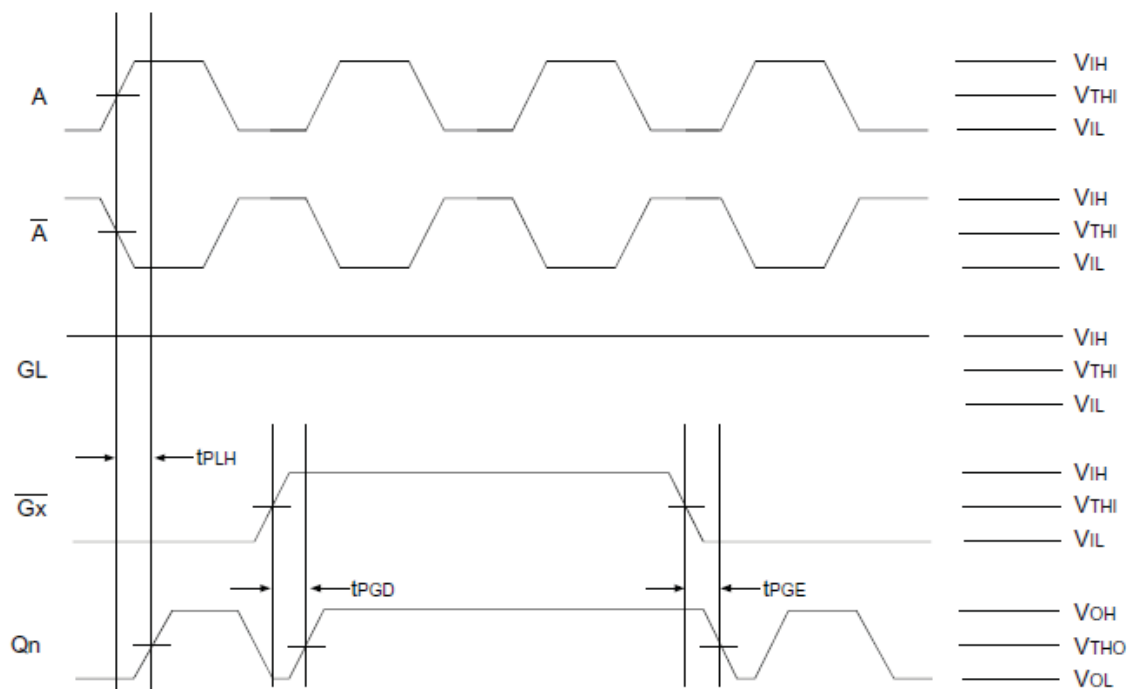 A
VIH
VTHI
VIL
A
VIH
VTHI
VIL
GL
VIH
VTHI
VIL
tPLH
Gx
VIH
VTHI
VIL
tPGD
tPGE
Qn
VOH
VTHO
VOL